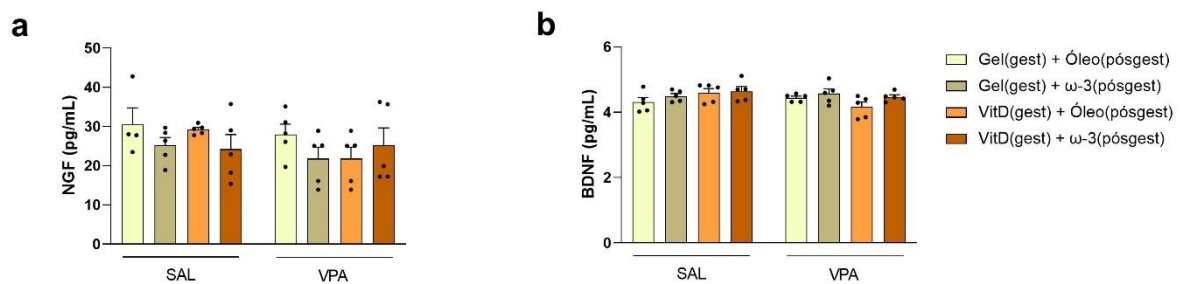 a
NGF (pg/mL)
50
40
30
20
10
0
SAL
VPA
b
BDNF (pg/mL)
6
4
2
0
SAL
VPA
Gel(gest) + Óleo(pósgest)
Gel(gest) + ω-3(pósgest)
VitD(gest) + Óleo(pósgest)
VitD(gest) + ω-3(pósgest)